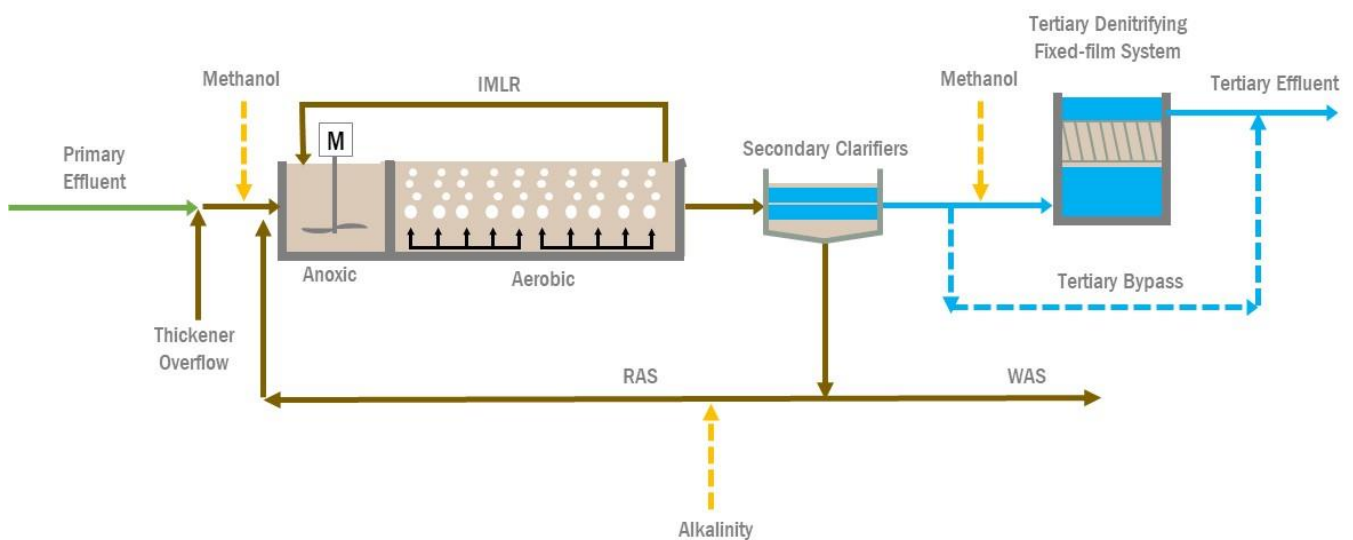 Tertiary Denitrifying
Fixed-film System
Methanol
IMLR
Methanol
Tertiary Effluent
M
Primary
Effluent
Secondary Clarifiers
Anoxic
Aerobic
Tertiary Bypass
Thickener
Overflow
RAS
WAS
Alkalinity